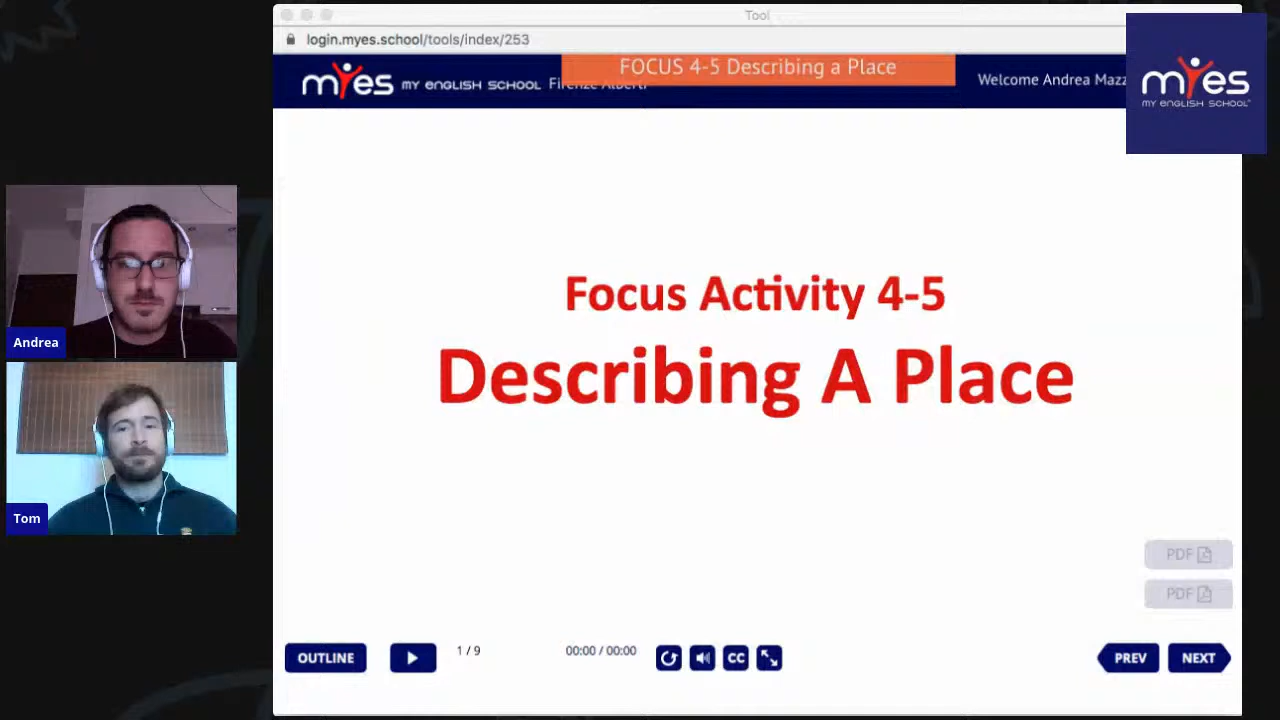 Tool
login.myes.school/tools/index/253
FOCUS 4-5 Describing a Place
myes MY ENGLISH SCHOOL Firenze Alberti
Welcome Andrea Mazz
myes
MY ENGLISH SCHOOL
Focus Activity 4-5
Describing A Place
Andrea
Tom
PDF
PDF
OUTLINE
1 / 9
00:00 / 00:00
CC
PREV
NEXT